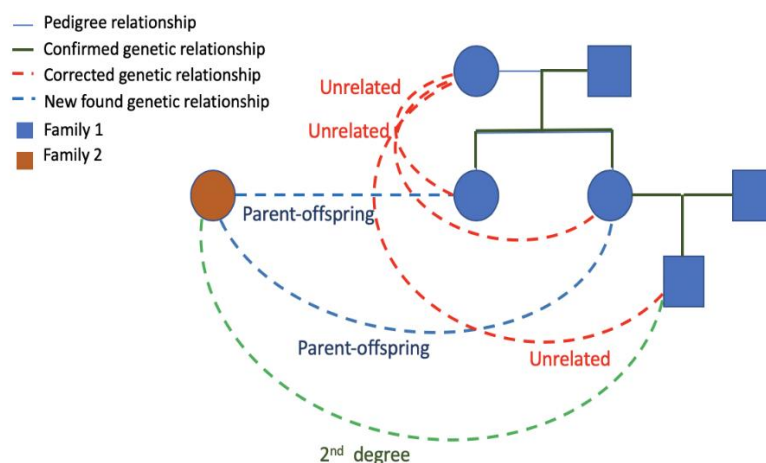 Pedigree relationship
Confirmed genetic relationship
Corrected genetic relationship
New found genetic relationship
Family 1
Family 2
Unrelated
Unrelated
Parent-offspring
Parent-offspring
Unrelated
2nd degree